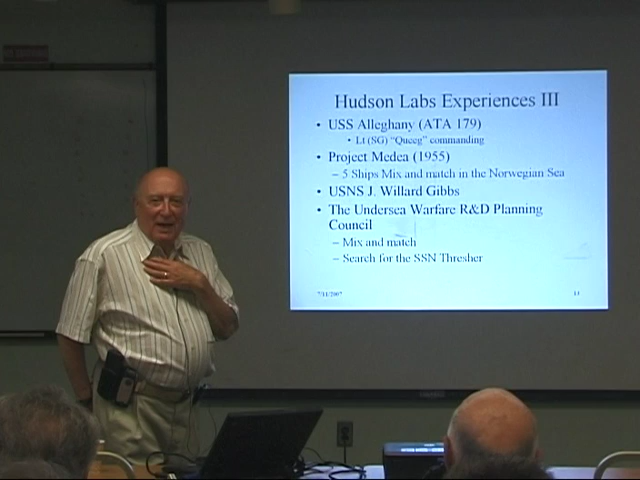 Hudson Labs Experiences III
• USS Alleghany (ATA 179)
• Lt (SG) "Queeg" commanding
• Project Medea (1955)
– 5 Ships Mix and match in the Norwegian Sea
• USNS J. Willard Gibbs
• The Undersea Warfare R&D Planning
Council
– Mix and match
– Search for the SSN Thresher
7/31/2007